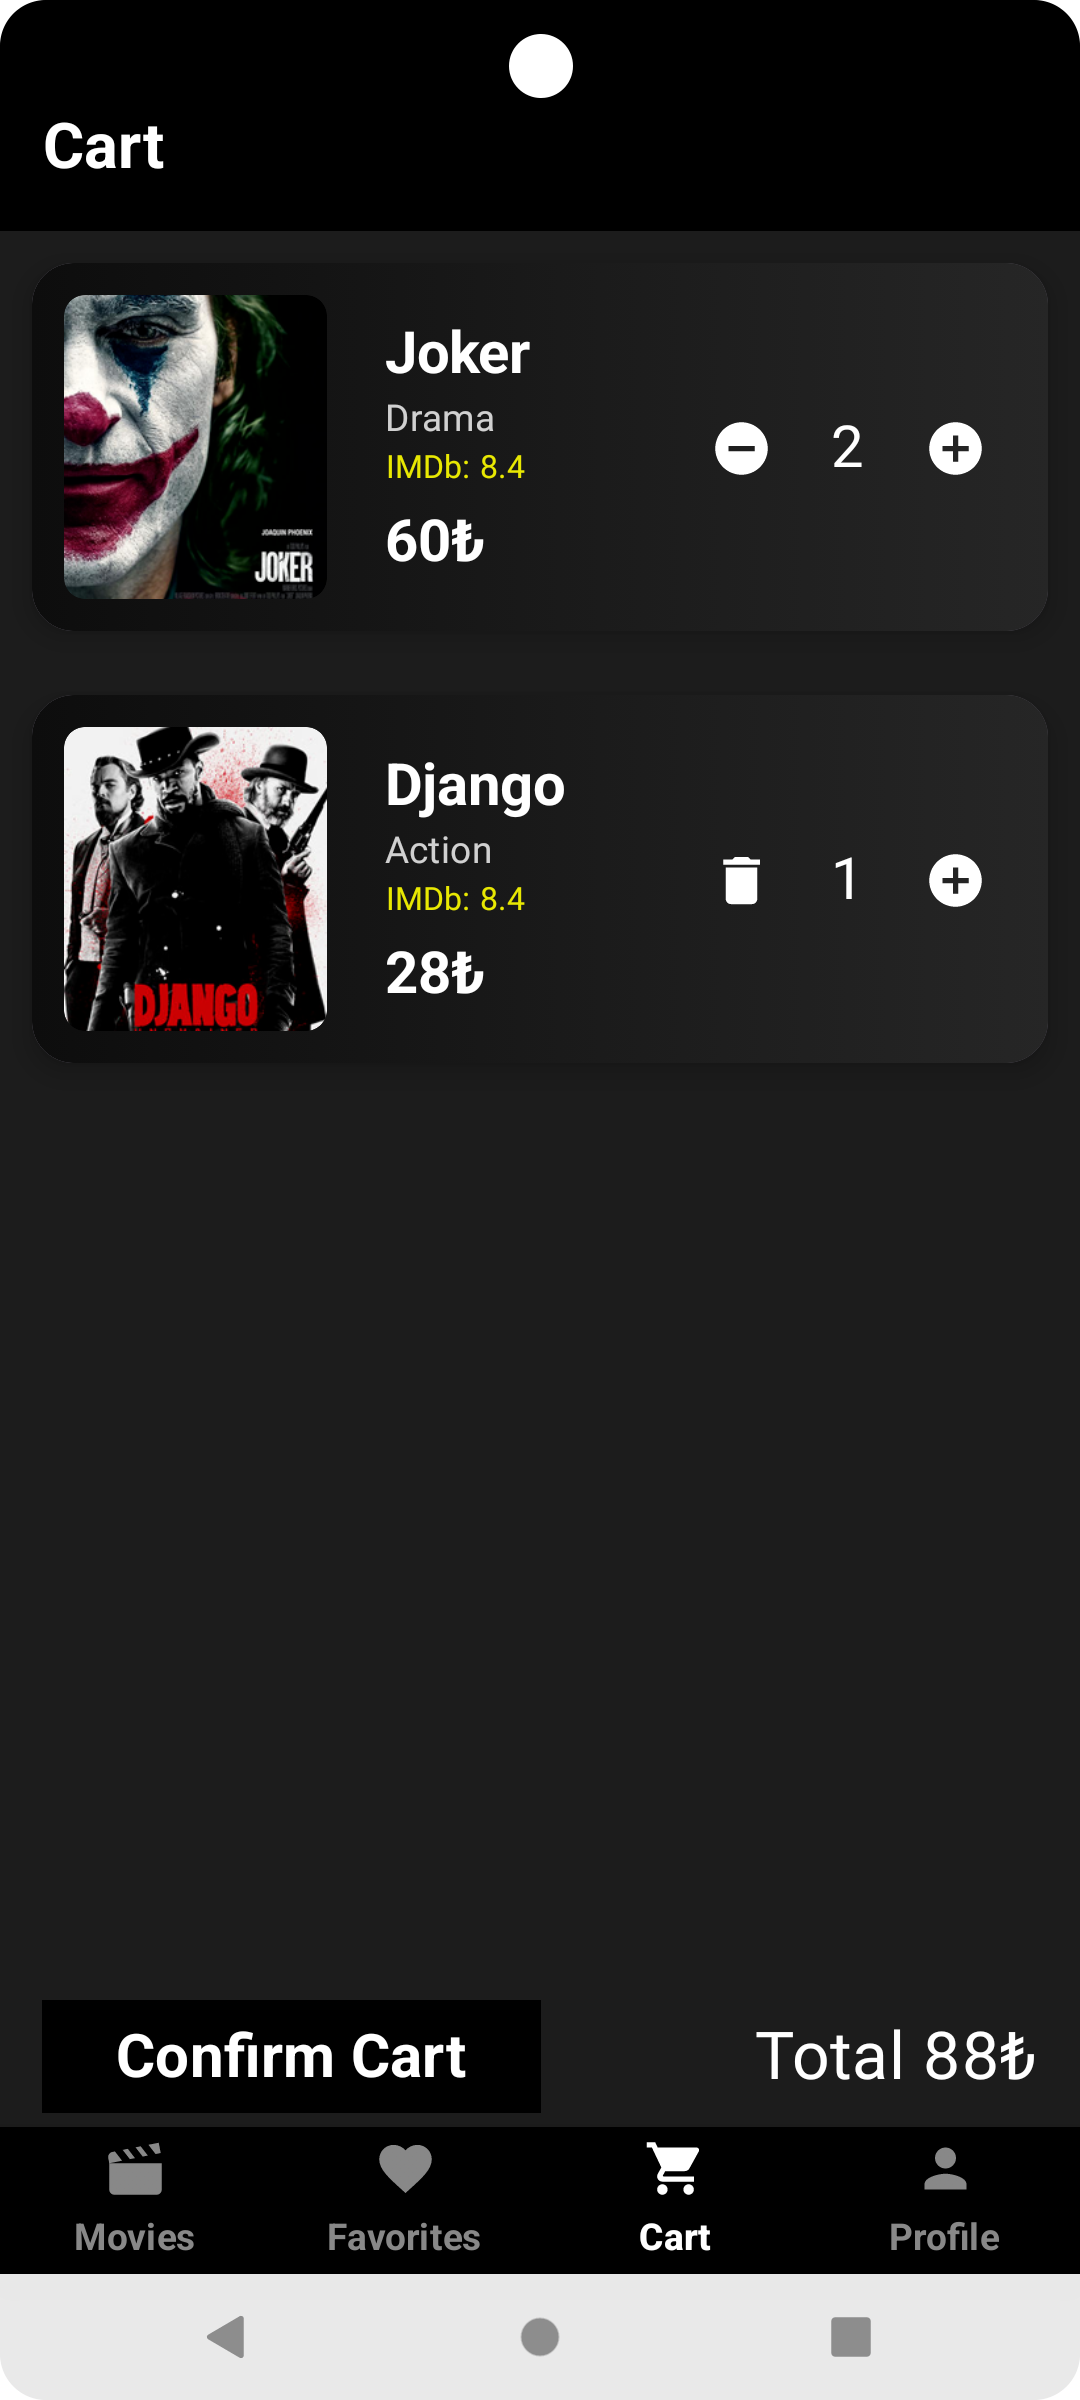 Cart
Joker
Drama
IMDb: 8.4
60₺
2
JOAQUIN PHOENIX
JOKER
Django
Action
IMDb: 8.4
28₺
1
DJANGO
Confirm Cart
Total 88₺
Movies
Favorites
Cart
Profile